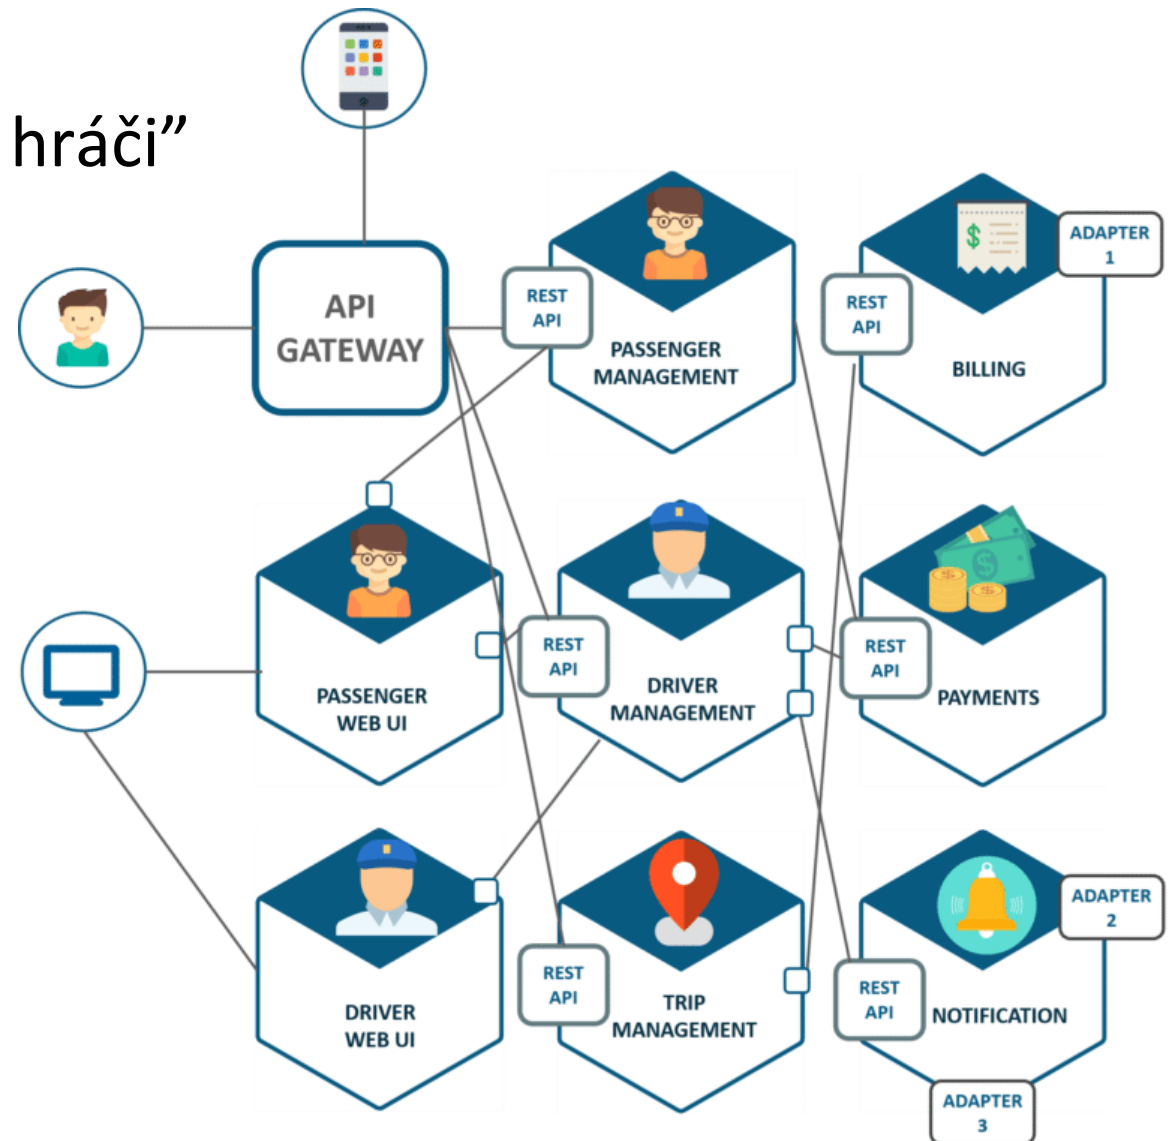 hráči”
API
GATEWAY
REST
API
PASSENGER
MANAGEMENT
REST
API
BILLING
ADAPTER
1
PASSENGER
WEB UI
REST
API
DRIVER
MANAGEMENT
REST
API
PAYMENTS
DRIVER
WEB UI
REST
API
TRIP
MANAGEMENT
REST
API
NOTIFICATION
ADAPTER
2
ADAPTER
3